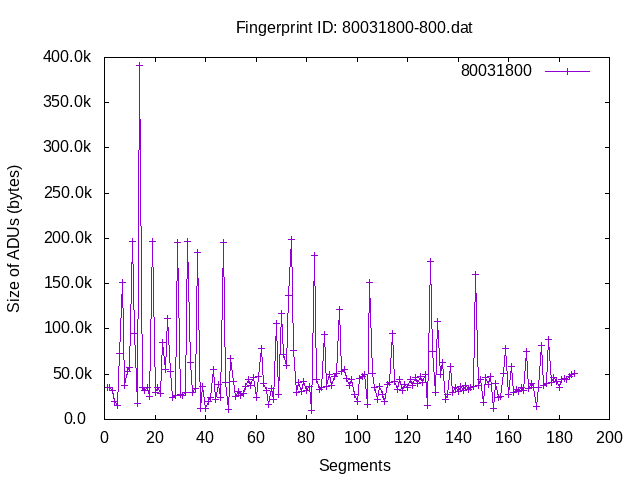 Fingerprint ID: 80031800-800.dat
400.0k
80031800
350.0k
300.0k
250.0k
200.0k
150.0k
100.0k
50.0k
0.0
Size of ADUs (bytes)
0 20 40 60 80 100 120 140 160 180 200
Segments